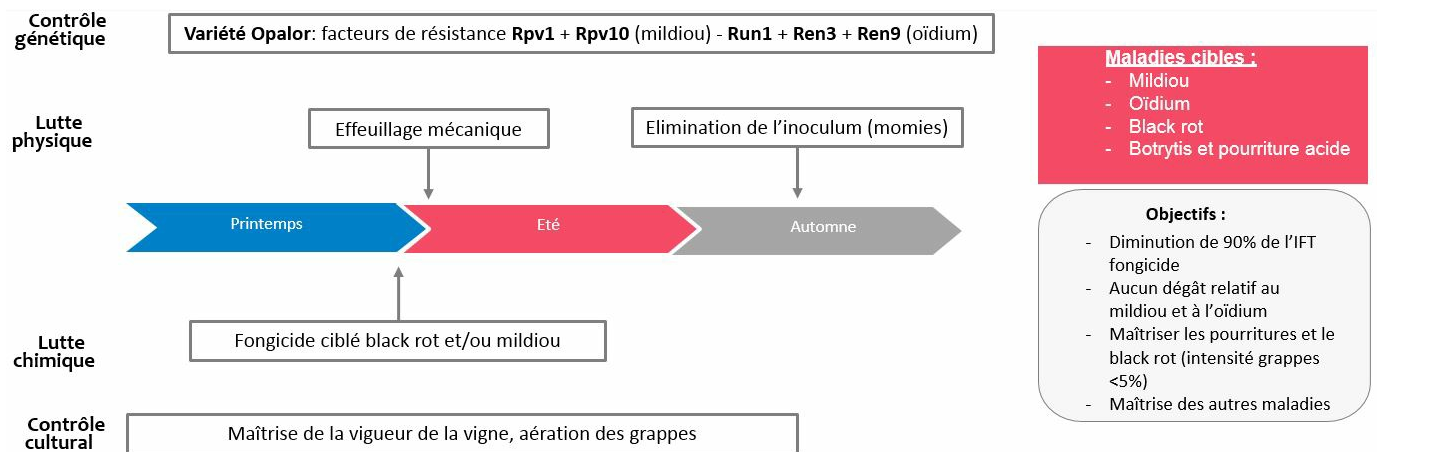 Contrôle
génétique
Variété Opalor: facteurs de résistance Rpv1 + Rpv10 (mildiou) - Run1 + Ren3 + Ren9 (oïdium)
Maladies cibles :
- Mildiou
- Oïdium
- Black rot
- Botrytis et pourriture acide
Lutte
physique
Effeuillage mécanique
Elimination de l’inoculum (momies)
Printemps
Eté
Automne
Objectifs :
- Diminution de 90% de l’IFT
fongicide
- Aucun dégât relatif au
mildiou et à l’oïdium
- Maîtriser les pourritures et le
black rot (intensité grappes
<5%)
- Maîtrise des autres maladies
Lutte
chimique
Fongicide ciblé black rot et/ou mildiou
Contrôle
cultural
Maîtrise de la vigueur de la vigne, aération des grappes